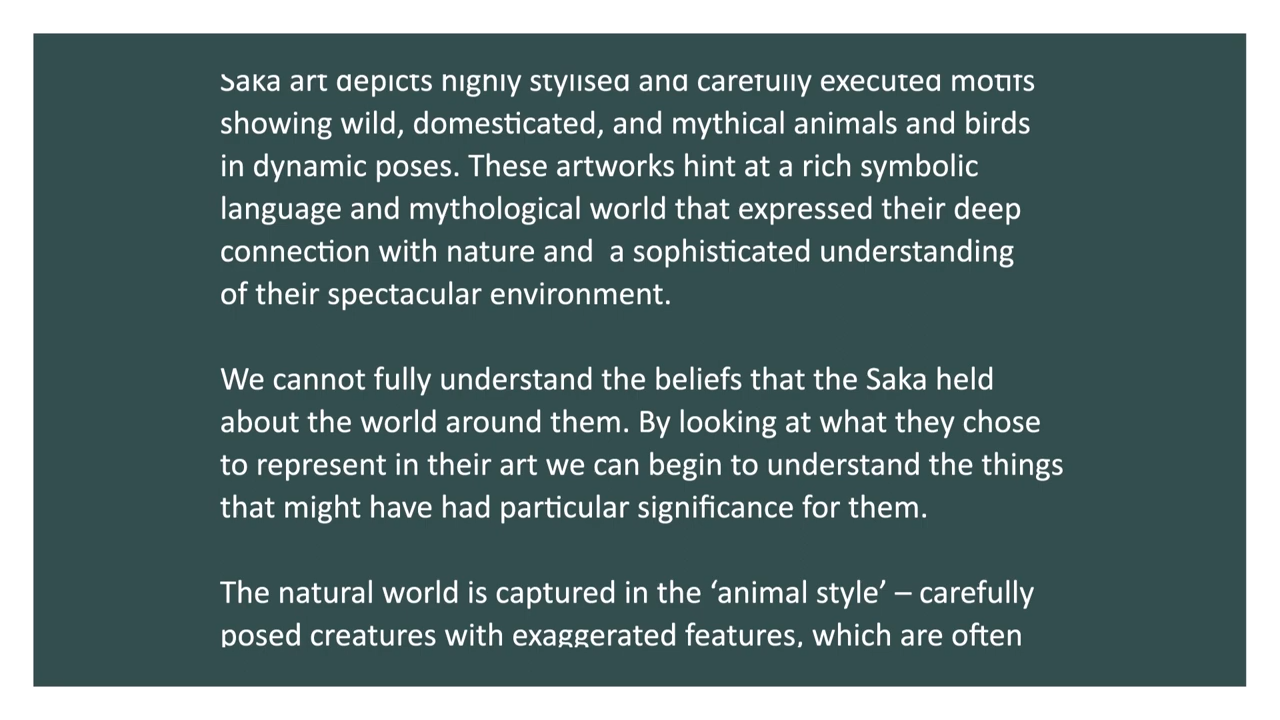 Saka art depicts highly stylised and carefully executed motifs
showing wild, domesticated, and mythical animals and birds
in dynamic poses. These artworks hint at a rich symbolic
language and mythological world that expressed their deep
connection with nature and  a sophisticated understanding
of their spectacular environment.
We cannot fully understand the beliefs that the Saka held
about the world around them. By looking at what they chose
to represent in their art we can begin to understand the things
that might have had particular significance for them.
The natural world is captured in the ‘animal style’ – carefully
posed creatures with exaggerated features, which are often